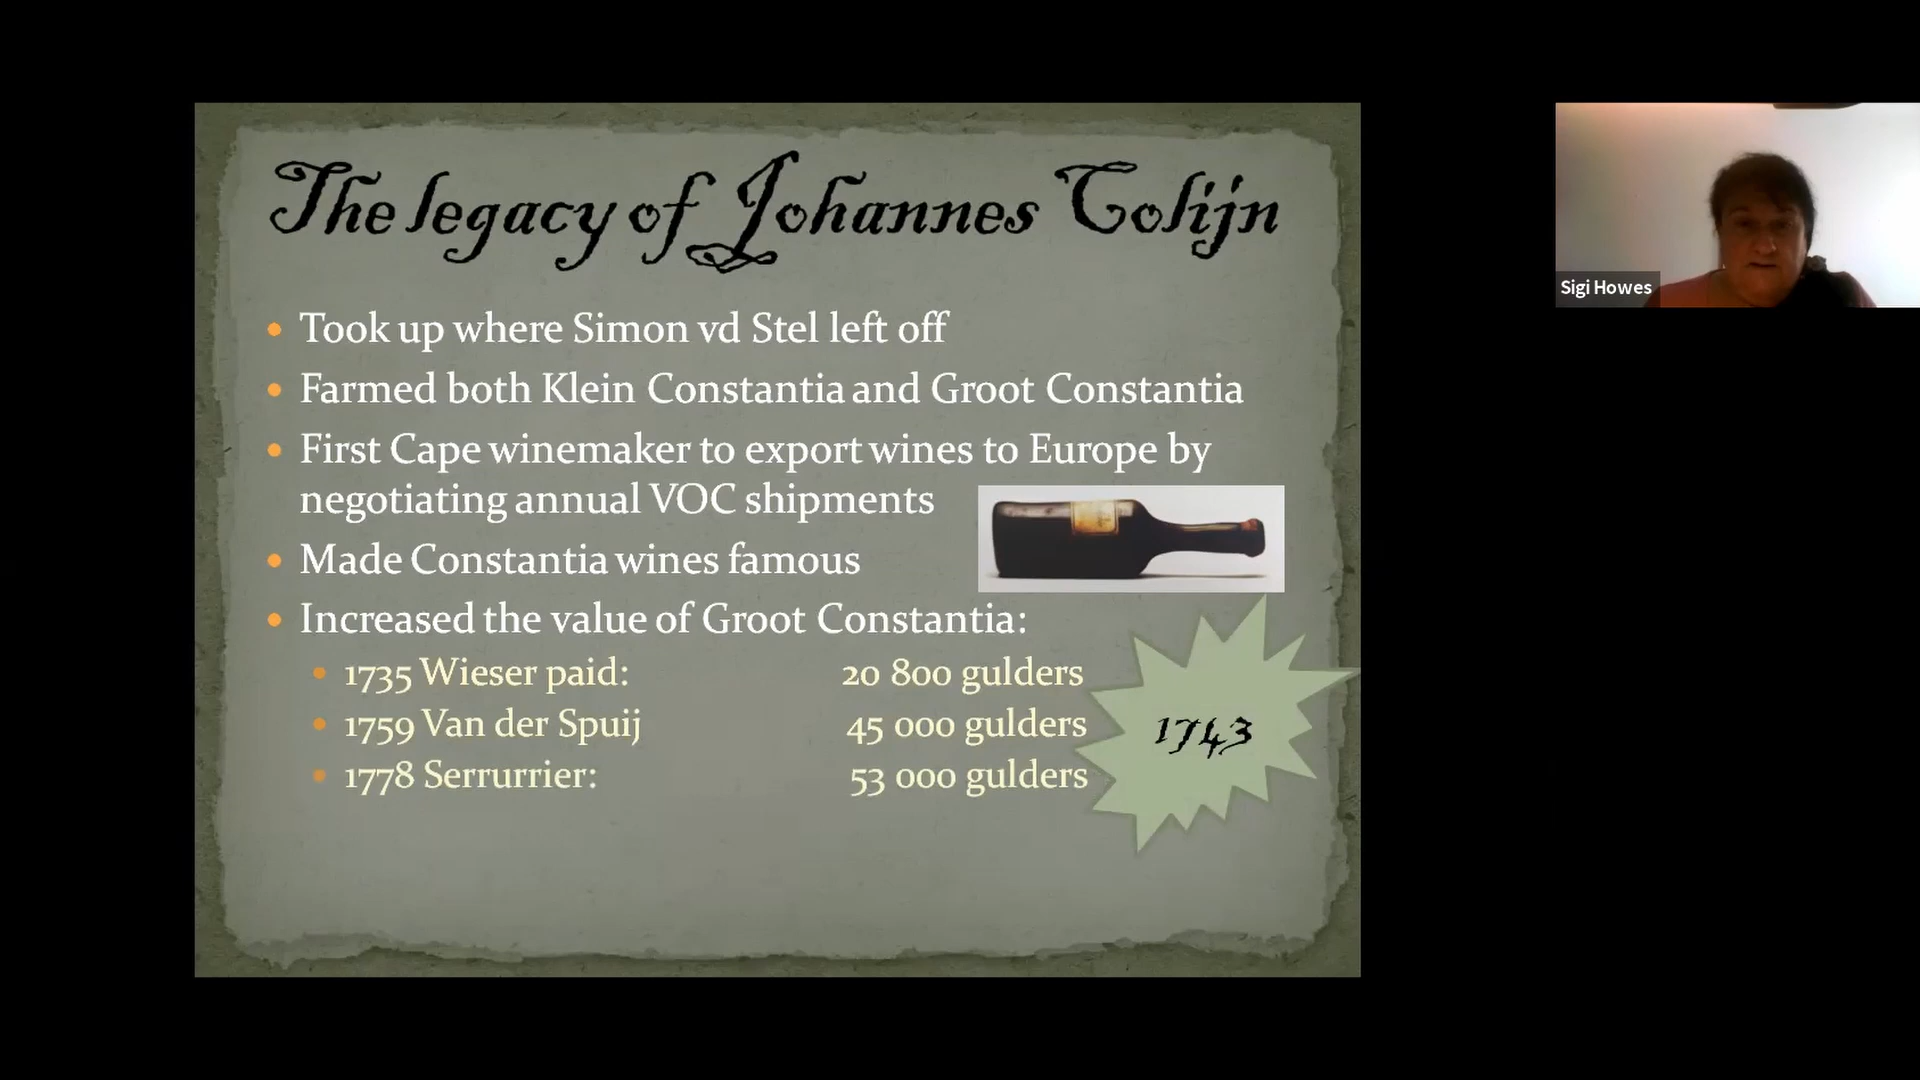 The legacy of Johannes Colijn
Took up where Simon vd Stel left off
Farmed both Klein Constantia and Groot Constantia
First Cape winemaker to export wines to Europe by
negotiating annual VOC shipments
Made Constantia wines famous
Increased the value of Groot Constantia:
1735 Wieser paid: 20 800 gulders
1759 Van der Spuij 45 000 gulders
1778 Serrurrier: 53 000 gulders
1743
Sigi Howes